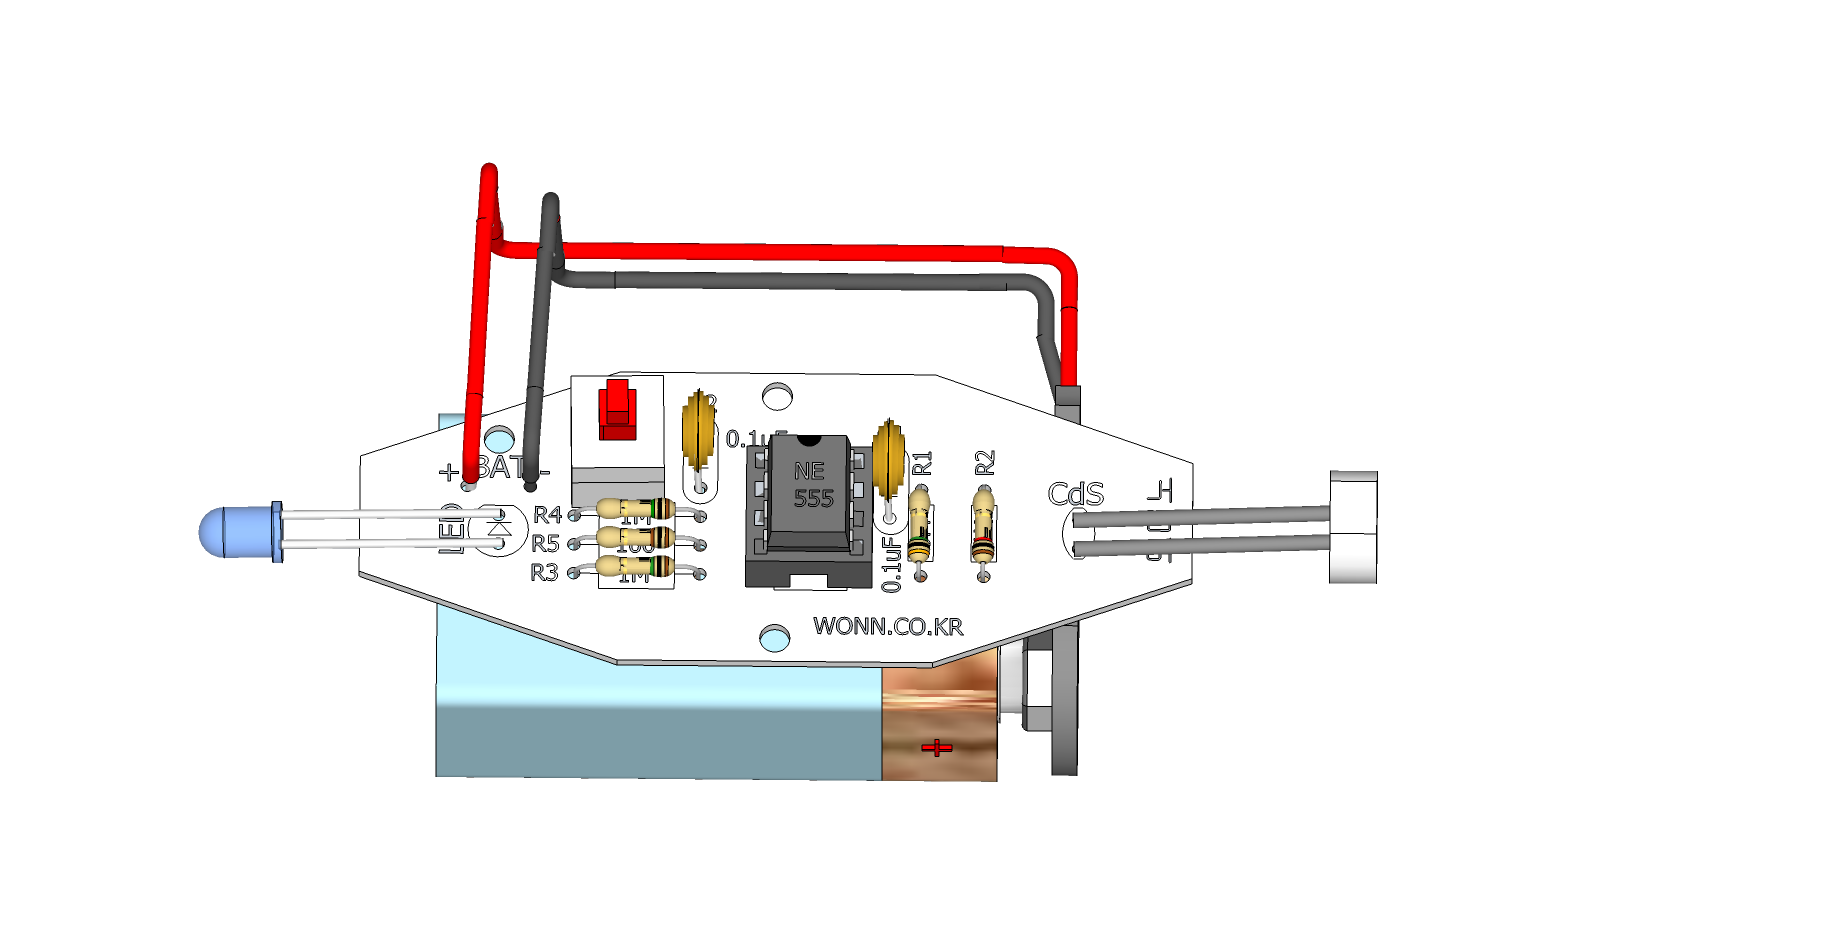 + BAT -
0.1uF
NE
555
R1
R2
CdS
LED
R4
1M
R5
100
R3
1M
0.1uF
WONN.CO.KR
+